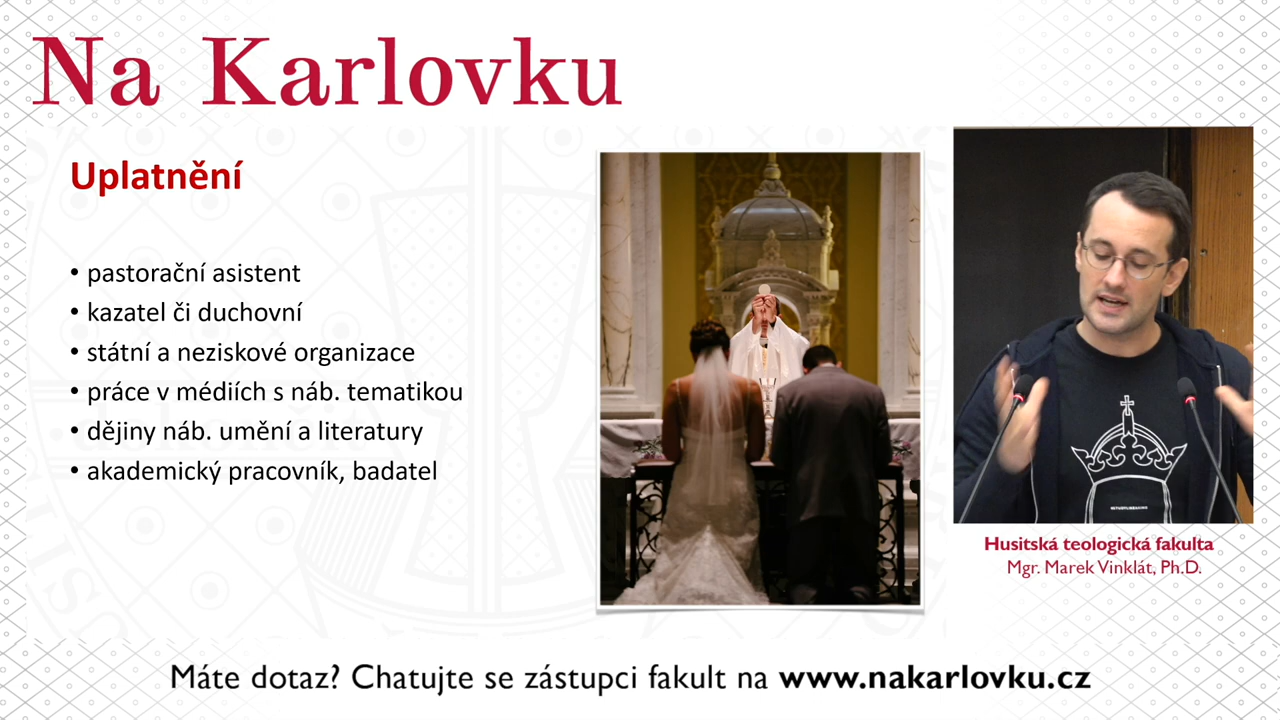 Na Karlovku
Uplatnění
• pastorační asistent
• kazatel či duchovní
• státní a neziskové organizace
• práce v médiích s náb. tematikou
• dějiny náb. umění a literatury
• akademický pracovník, badatel
Husitská teologická fakulta
Mgr. Marek Vinklát, Ph.D.
Máte dotaz? Chatujte se zástupci fakult na www.nakarlovku.cz